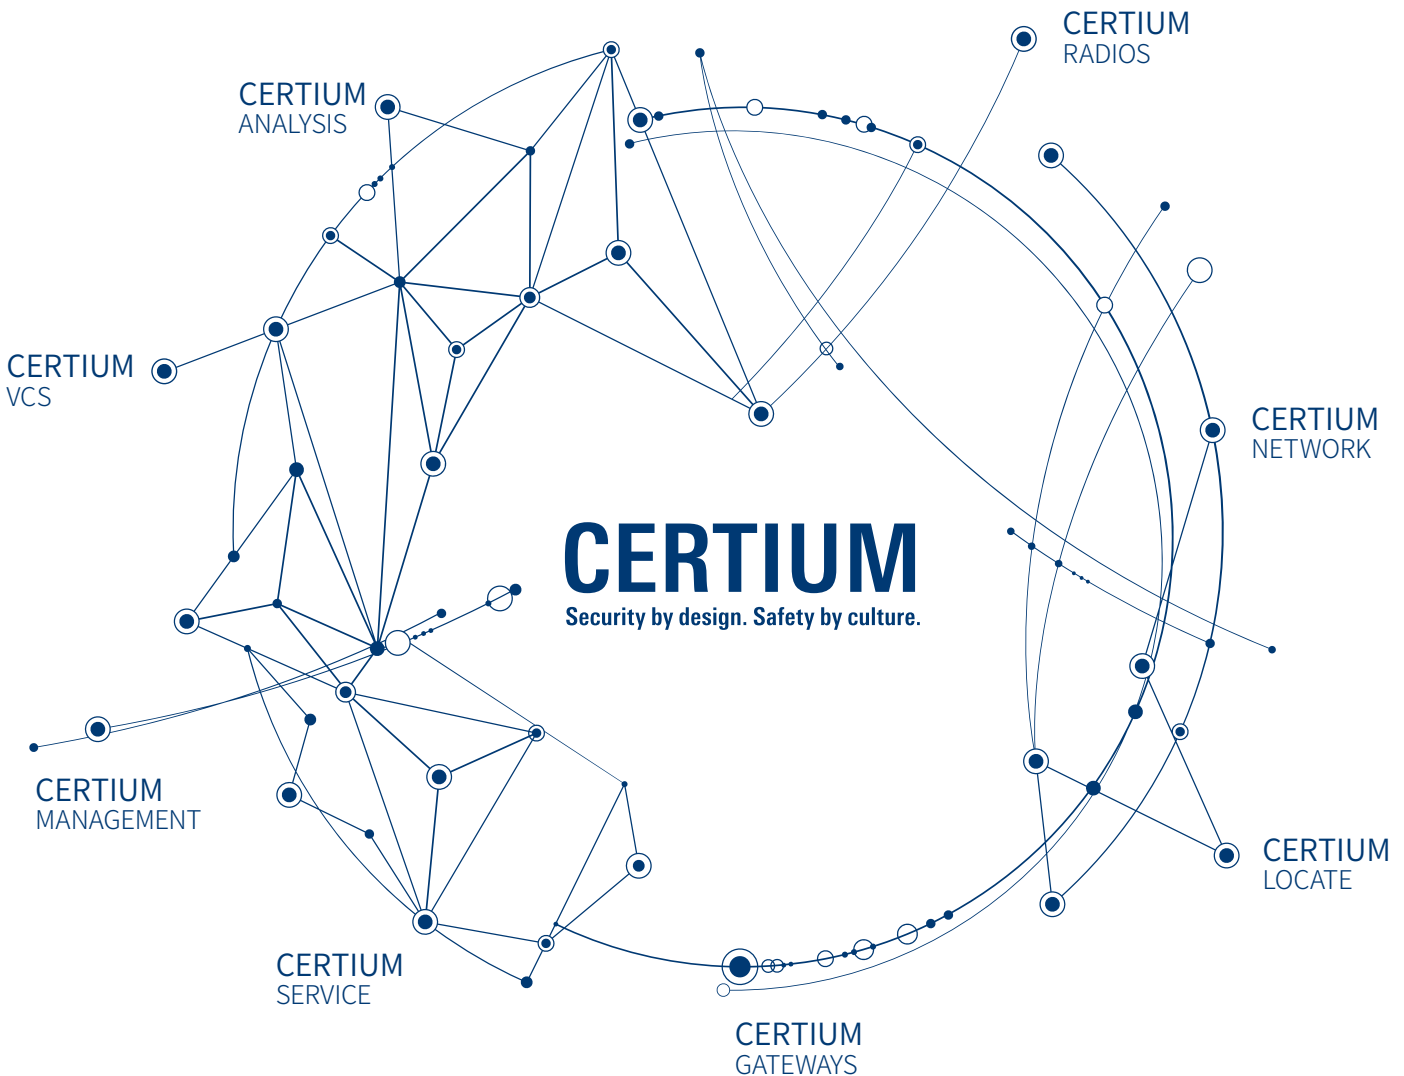 CERTIUM
RADIOS
CERTIUM
ANALYSIS
CERTIUM
VCS
CERTIUM
NETWORK
CERTIUM
Security by design. Safety by culture.
CERTIUM
MANAGEMENT
CERTIUM
LOCATE
CERTIUM
SERVICE
CERTIUM
GATEWAYS